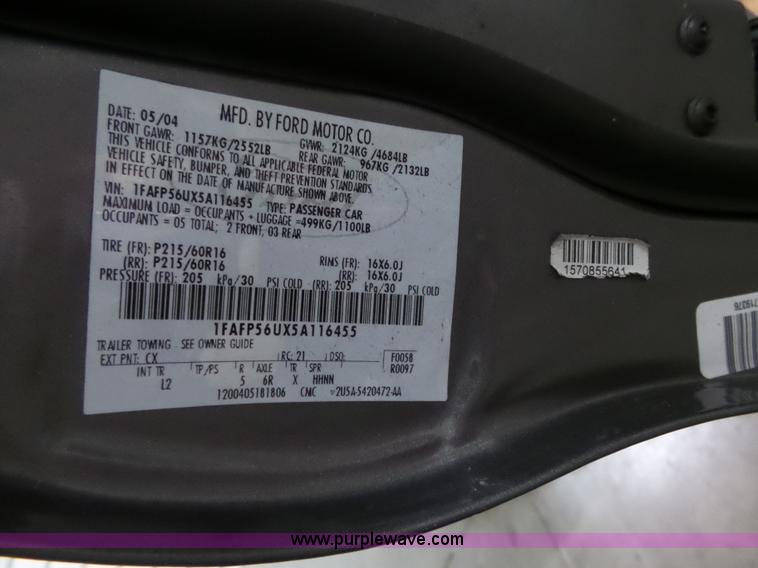 DATE: 05/04 MFD. BY FORD MOTOR CO.
FRONT GAWR: 1157KG/2552LB GVWR: 2124KG /4684LB
REAR GAWR: 967KG /2132LB
THIS VEHICLE CONFORMS TO ALL APPLICABLE FEDERAL MOTOR
VEHICLE SAFETY, BUMPER, AND THEFT PREVENTION STANDARDS
IN EFFECT ON THE DATE OF MANUFACTURE SHOWN ABOVE.
VIN: 1FAFP56UX5A116455 TYPE: PASSENGER CAR
MAXIMUM LOAD = OCCUPANTS + LUGGAGE =499KG/1100LB
OCCUPANTS = 05 TOTAL; 2 FRONT, 03 REAR
TIRE (FR): P215/60R16 RIMS (FR): 16X6.0J
(RR): P215/60R16 (RR): 16X6.0J
PRESSURE (FR): 205 kPa/30 PSI COLD (RR): 205 kPa/30 PSI COLD
1FAFP56UX5A116455
TRAILER TOWING - SEE OWNER GUIDE
EXT PNT: CX RC: 21 DSO: F0058
R0097
INT TR TP/PS R AXLE TR SPR
L2 5 6R X HHNN
1200405181806 CMC 2U5A-5420472-AA
1570855641
719376
www.purplewave.com